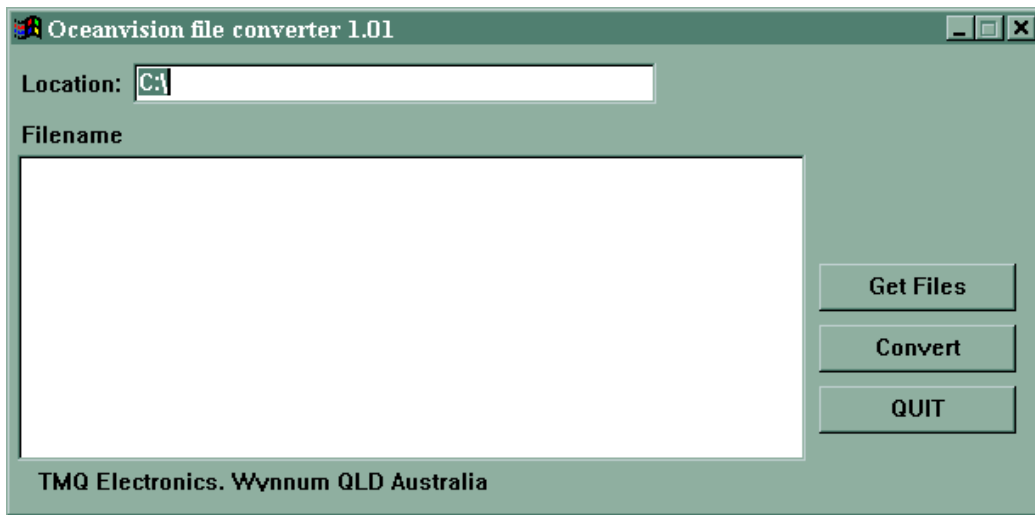 Oceanvision file converter 1.01
Location: C:\
Filename
Get Files
Convert
QUIT
TMQ Electronics. Wynnum QLD Australia